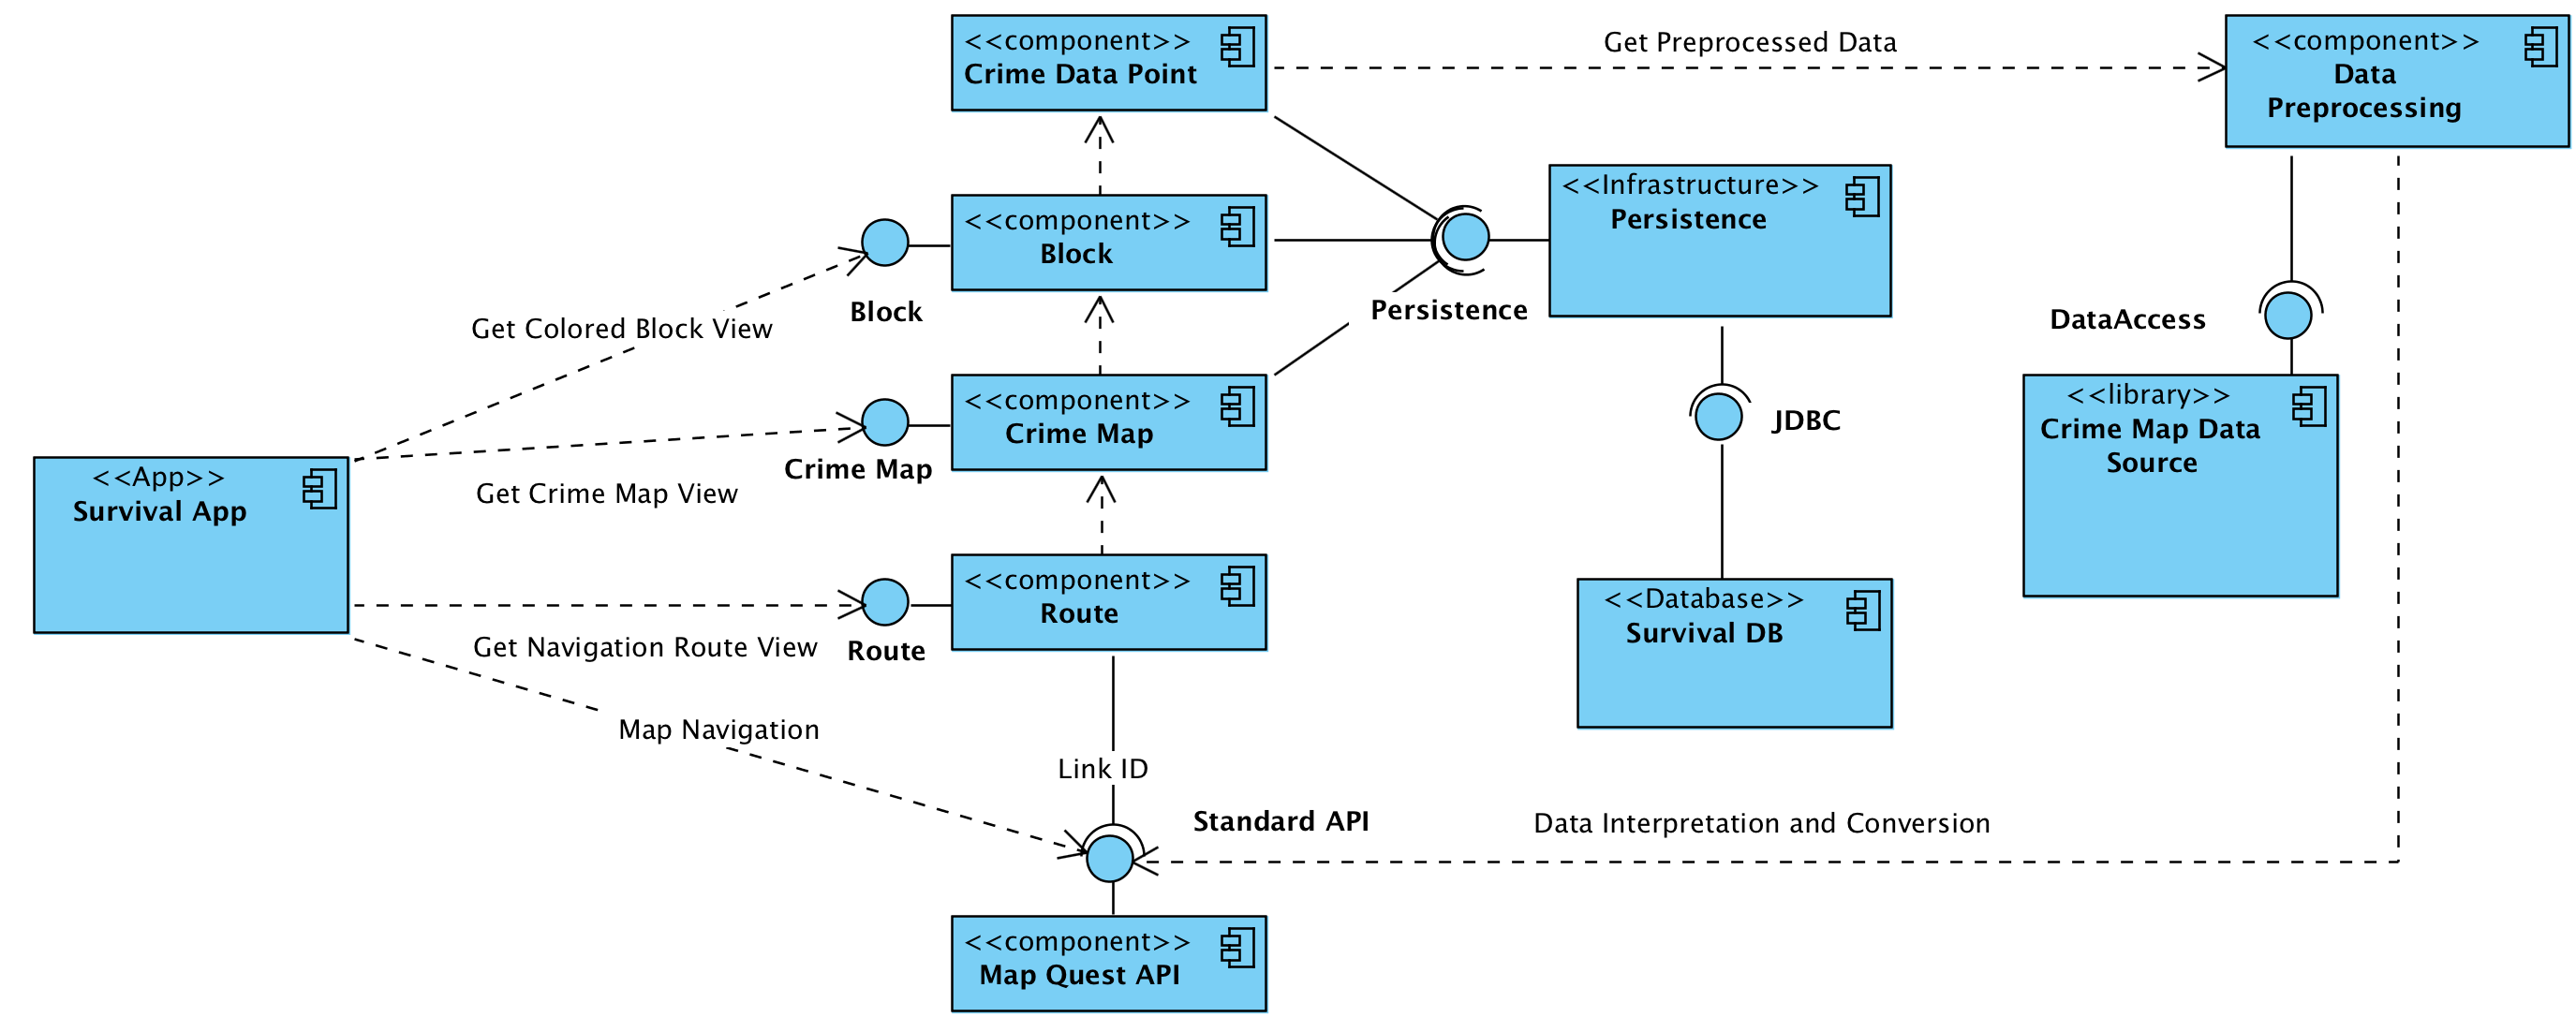 <<component>>
Crime Data Point
Get Preprocessed Data
<<component>>
Data
Preprocessing
<<component>>
Block
<<Infrastructure>>
Persistence
Block
Persistence
DataAccess
Get Colored Block View
<<component>>
Crime Map
JDBC
<<library>>
Crime Map Data
Source
Crime Map
Get Crime Map View
<<App>>
Survival App
<<component>>
Route
<<Database>>
Survival DB
Get Navigation Route View
Route
Map Navigation
Link ID
Standard API
Data Interpretation and Conversion
<<component>>
Map Quest API